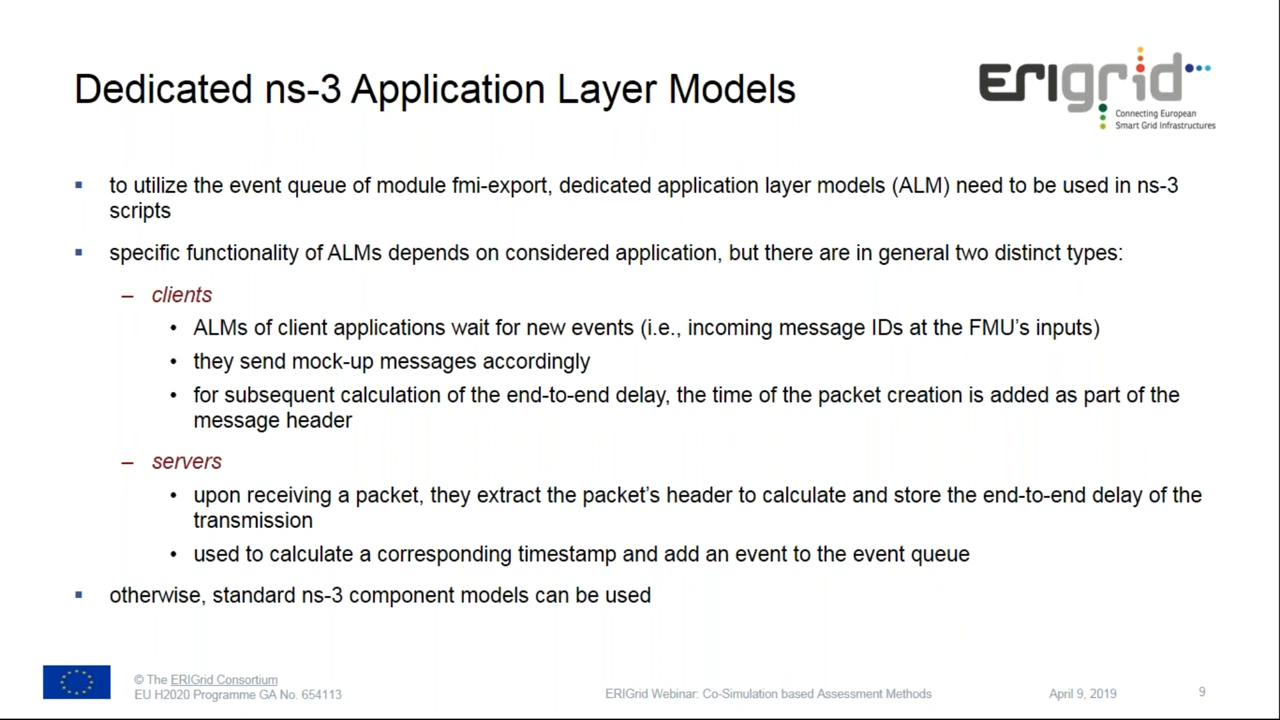 Dedicated ns-3 Application Layer Models
ERIgrid
Connecting European
Smart Grid Infrastructures
▪ to utilize the event queue of module fmi-export, dedicated application layer models (ALM) need to be used in ns-3
scripts
▪ specific functionality of ALMs depends on considered application, but there are in general two distinct types:
– clients
• ALMs of client applications wait for new events (i.e., incoming message IDs at the FMU's inputs)
• they send mock-up messages accordingly
• for subsequent calculation of the end-to-end delay, the time of the packet creation is added as part of the
message header
– servers
• upon receiving a packet, they extract the packet's header to calculate and store the end-to-end delay of the
transmission
• used to calculate a corresponding timestamp and add an event to the event queue
▪ otherwise, standard ns-3 component models can be used
© The ERIGrid Consortium
EU H2020 Programme GA No. 654113
ERIGrid Webinar: Co-Simulation based Assessment Methods
April 9, 2019
9